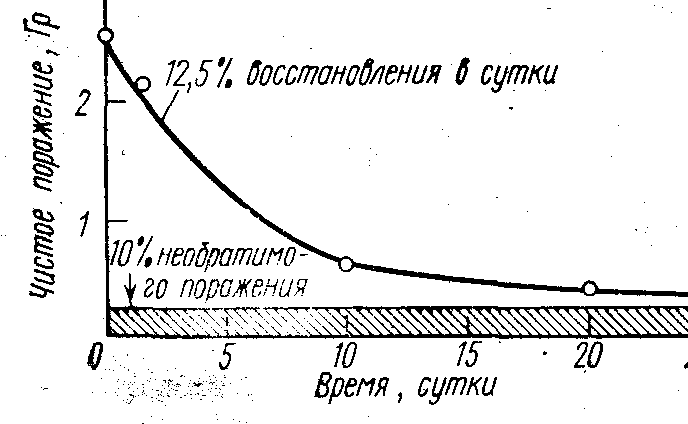 Чистое поражение, Гр
12,5% восстановления в сутки
2
1
10% необратимо-
го поражения
0 5 10 15 20 2
Время, сутки